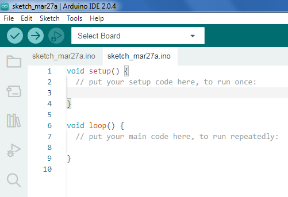 sketch_mar27a | Arduino IDE 2.0.4
File Edit Sketch Tools Help
Select Board
sketch_mar27a.ino sketch_mar27a.ino
1 void setup() {
2 // put your setup code here, to run once:
3
4 }
5
6 void loop() {
7 // put your main code here, to run repeatedly:
8
9 }
10